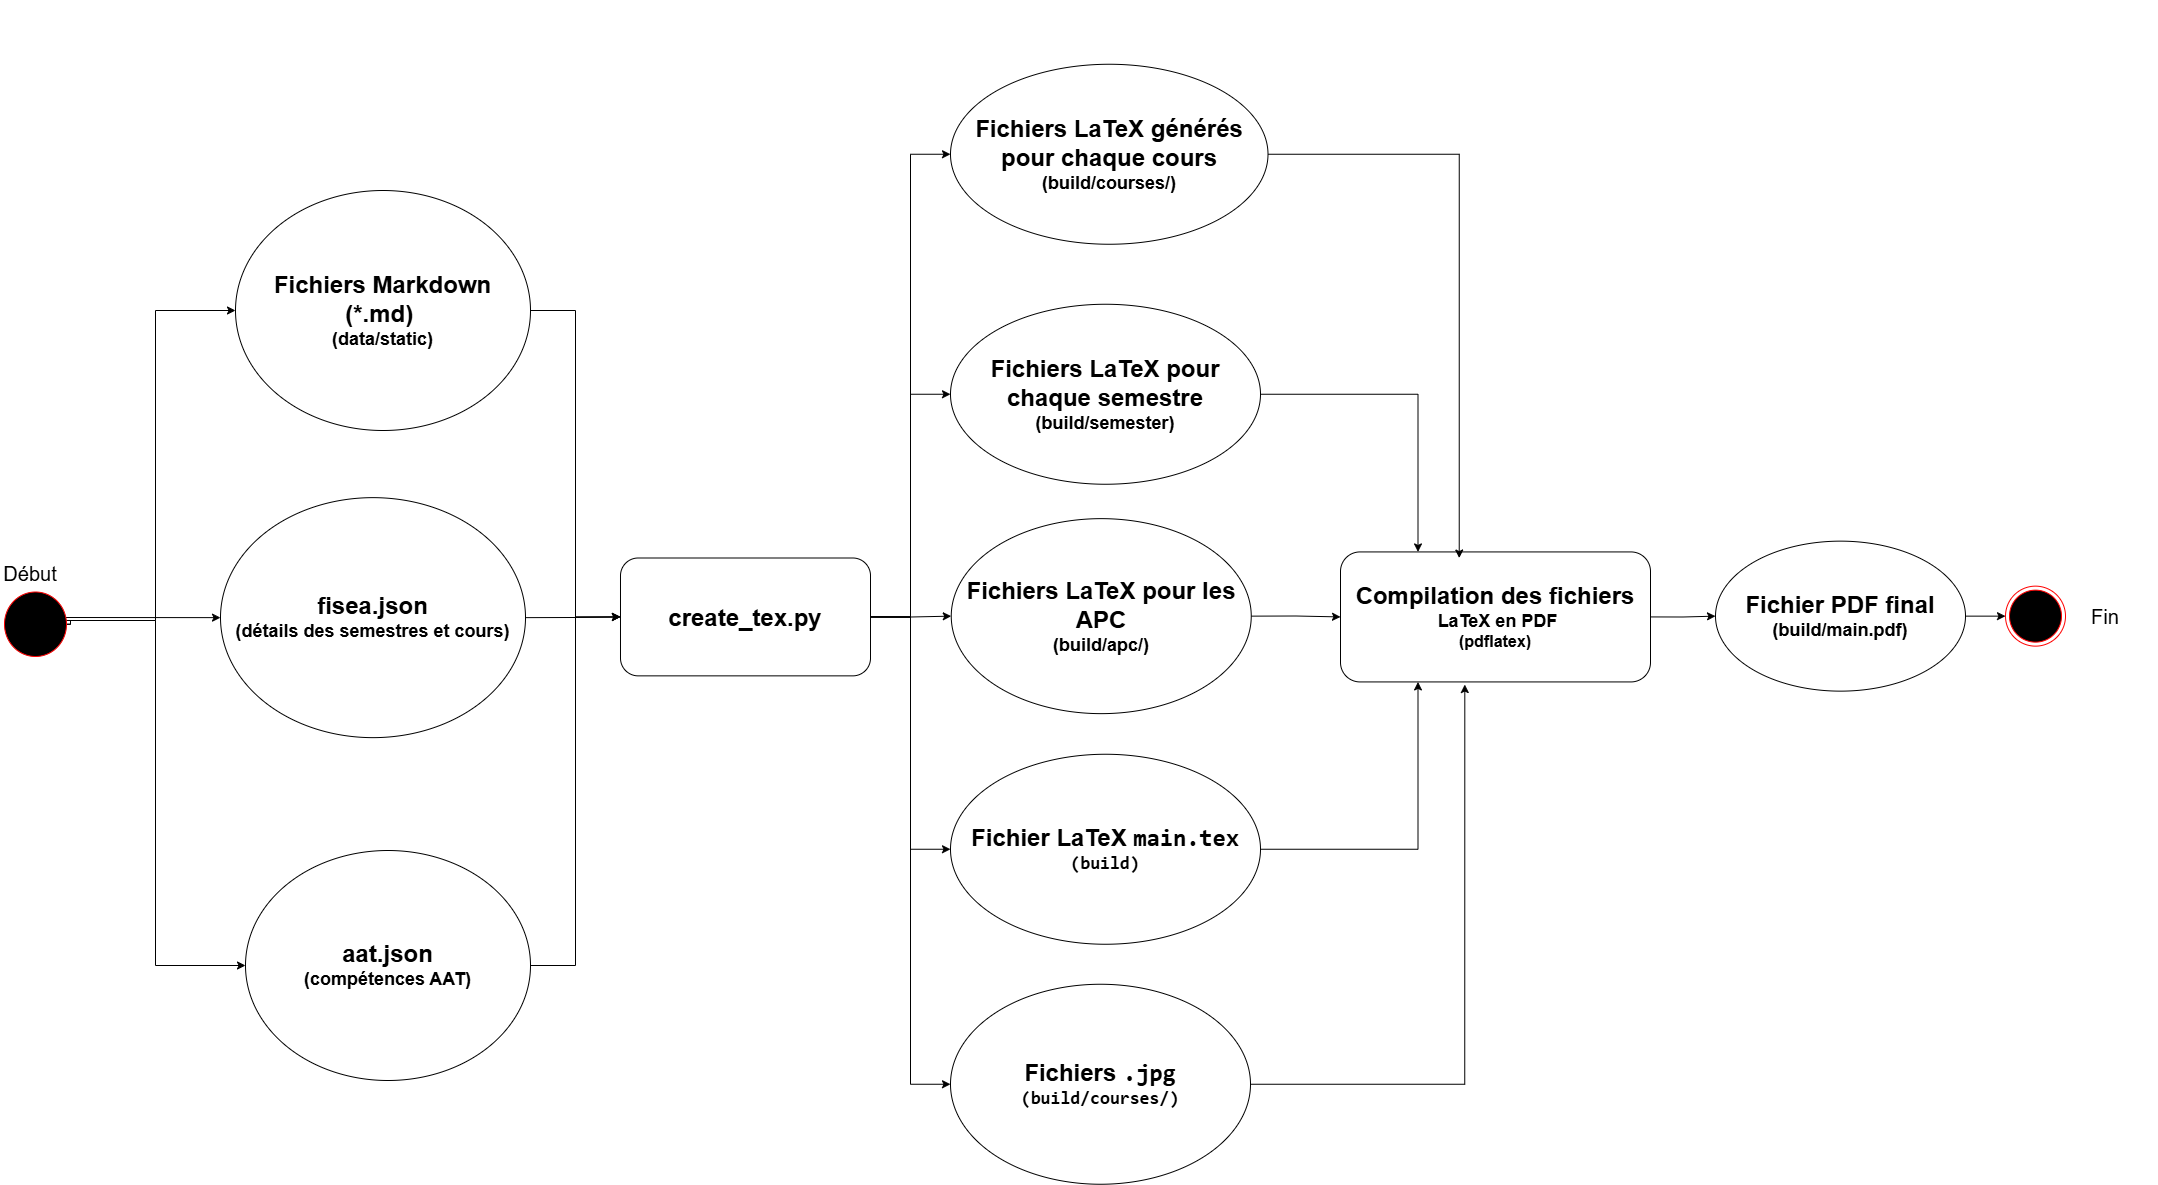 Début
Fichiers Markdown
(*.md)
(data/static)
fisea.json
(détails des semestres et cours)
aat.json
(compétences AAT)
create_tex.py
Fichiers LaTeX générés
pour chaque cours
(build/courses/)
Fichiers LaTeX pour
chaque semestre
(build/semester)
Fichiers LaTeX pour les
APC
(build/apc/)
Fichier LaTeX main.tex
(build)
Fichiers .jpg
(build/courses/)
Compilation des fichiers
LaTeX en PDF
(pdflatex)
Fichier PDF final
(build/main.pdf)
Fin